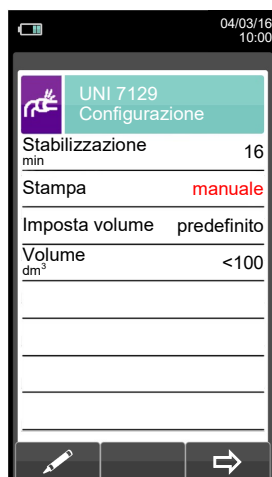 04/03/16
10:00
UNI 7129
Configurazione
Stabilizzazione
min
16
Stampa manuale
Imposta volume predefinito
Volume
dm³
<100